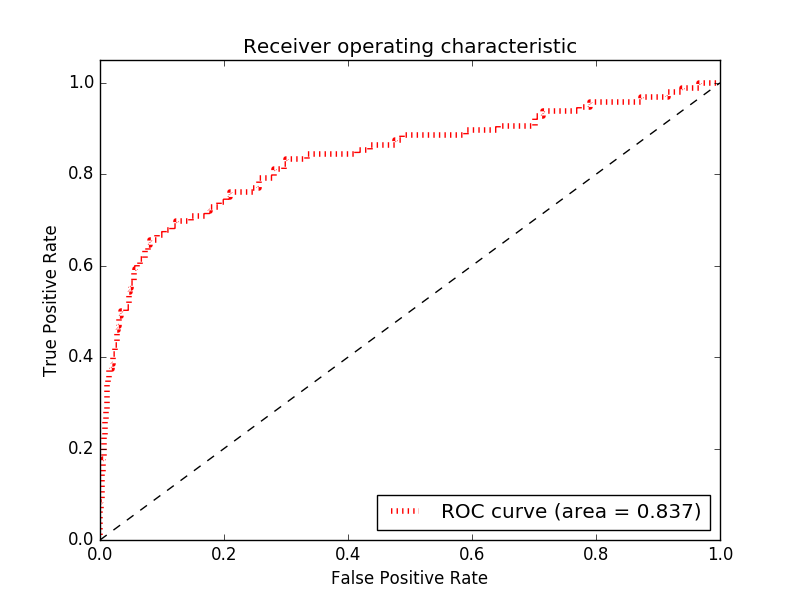 Receiver operating characteristic
1.0
0.8
0.6
0.4
0.2
0.0
True Positive Rate
ROC curve (area = 0.837)
0.0 0.2 0.4 0.6 0.8 1.0
False Positive Rate